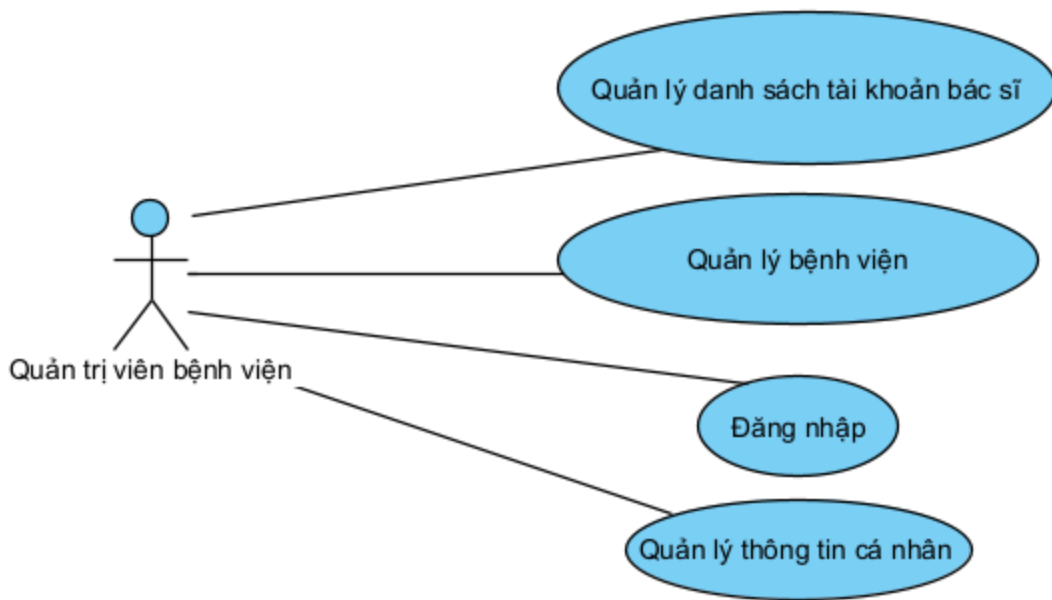 Quản lý danh sách tài khoản bác sĩ
Quản lý bệnh viện
Quản trị viên bệnh viện
Đăng nhập
Quản lý thông tin cá nhân